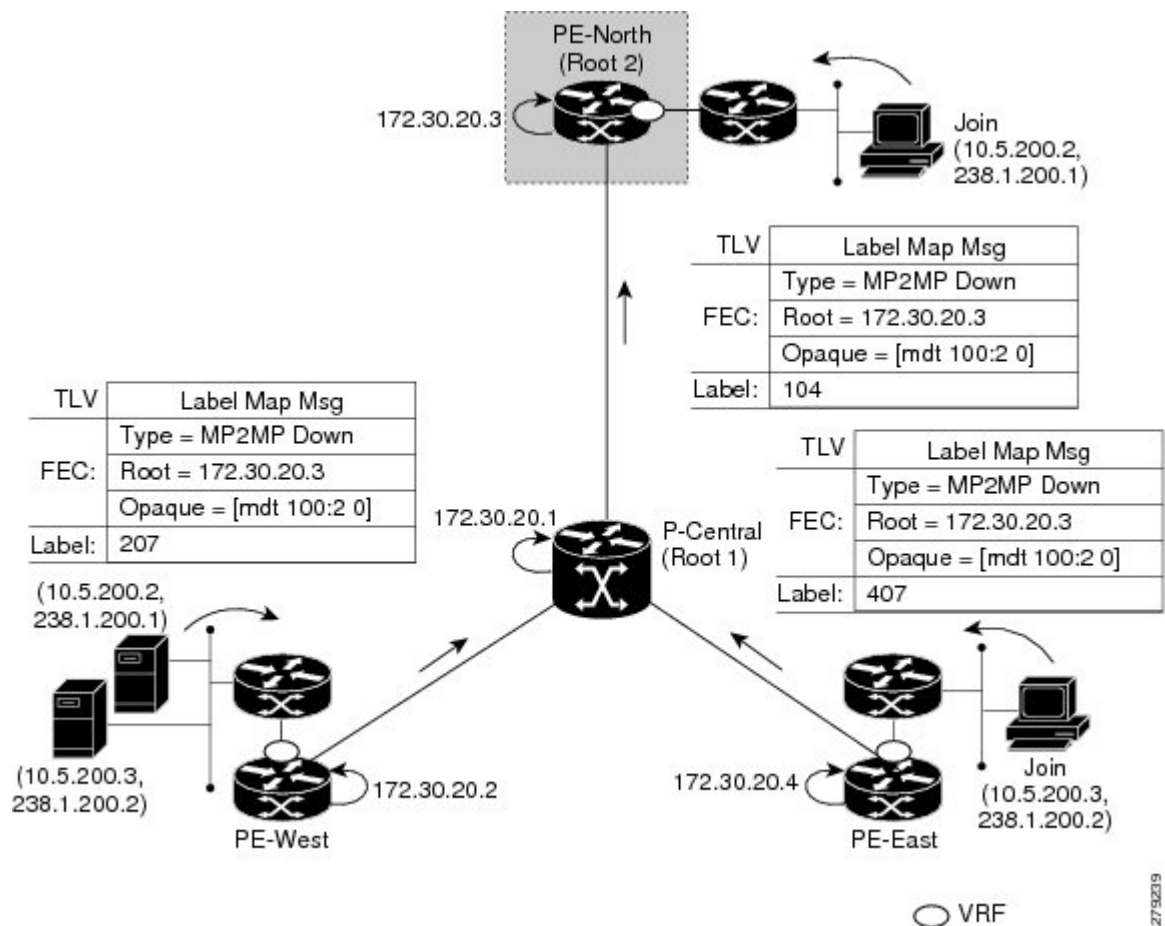 PE-North
(Root 2)
172.30.20.3
Join
(10.5.200.2,
238.1.200.1)
TLV Label Map Msg
Type = MP2MP Down
FEC: Root = 172.30.20.3
Opaque = [mdt 100:2 0]
Label: 104
TLV Label Map Msg
Type = MP2MP Down
FEC: Root = 172.30.20.3
Opaque = [mdt 100:2 0]
Label: 207
TLV Label Map Msg
Type = MP2MP Down
FEC: Root = 172.30.20.3
Opaque = [mdt 100:2 0]
Label: 407
172.30.20.1
P-Central
(Root 1)
(10.5.200.2,
238.1.200.1)
(10.5.200.3,
238.1.200.2)
172.30.20.2
PE-West
172.30.20.4
PE-East
Join
(10.5.200.3,
238.1.200.2)
VRF
279239